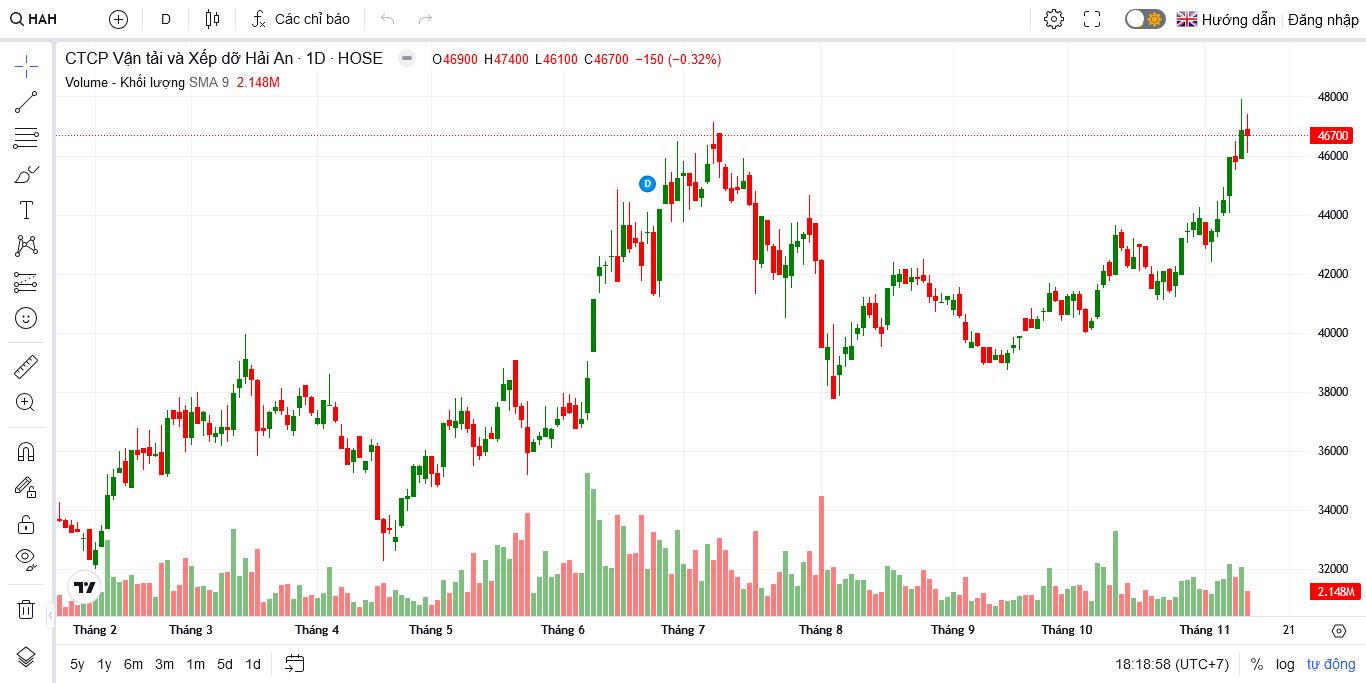 HAH D Các chỉ báo Hướng dẫn Đăng nhập
CTCP Vận tải và Xếp dỡ Hải An · 1D · HOSE O46900 H47400 L46100 C46700 −150 (−0.32%)
Volume - Khối lượng SMA 9 2.148M
48000
46700
46000
44000
D
42000
40000
38000
36000
34000
32000
2.148M
Tháng 2 Tháng 3 Tháng 4 Tháng 5 Tháng 6 Tháng 7 Tháng 8 Tháng 9 Tháng 10 Tháng 11 21
5y 1y 6m 3m 1m 5d 1d 18:18:58 (UTC+7) % log tự động